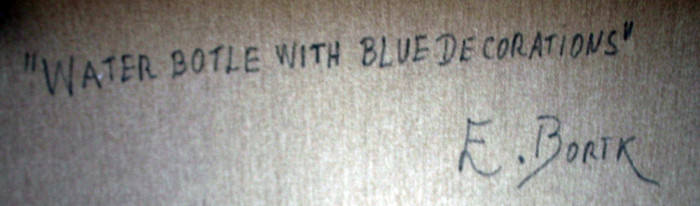 "WATER BOTLE WITH BLUE DECORATIONS"
E. BORTK